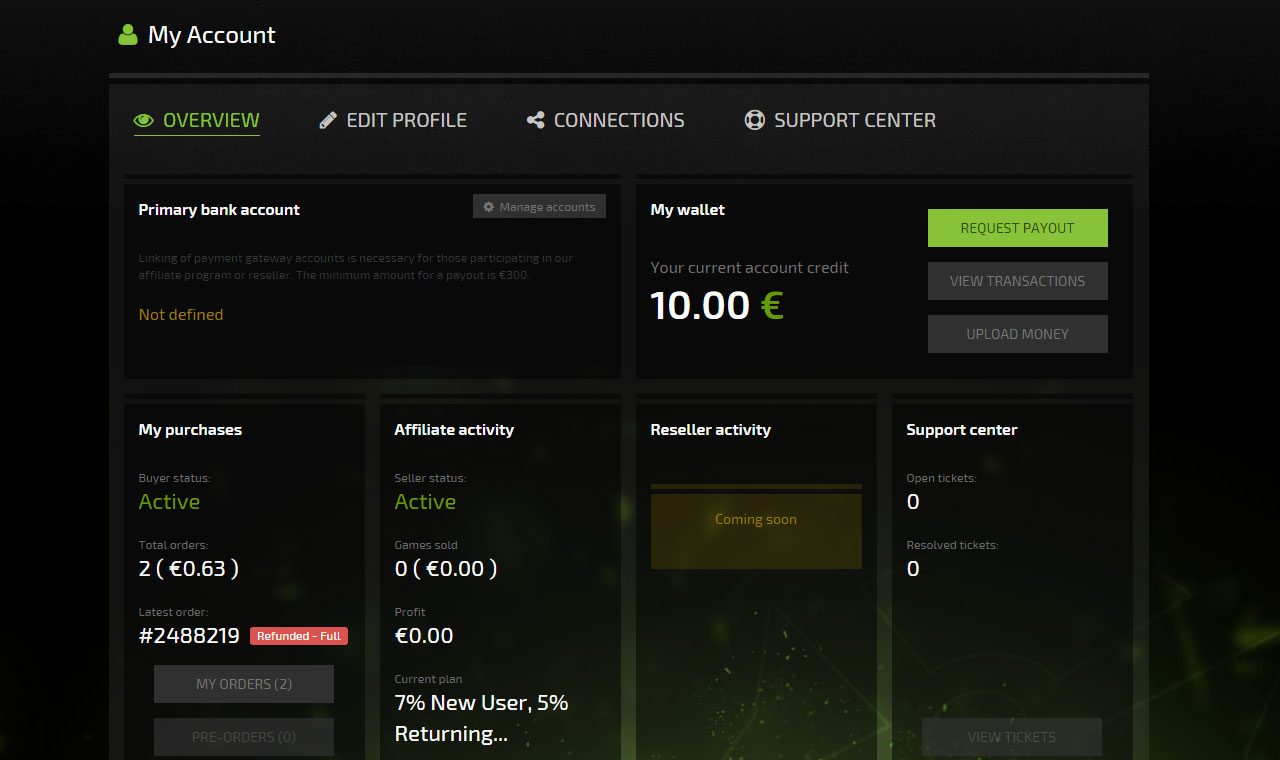 My Account
OVERVIEW
EDIT PROFILE
CONNECTIONS
SUPPORT CENTER
Primary bank account
Manage accounts
Linking of payment gateway accounts is necessary for those participating in our
affiliate program or reseller. The minimum amount for a payout is €300.
Not defined
My wallet
Your current account credit
10.00 €
REQUEST PAYOUT
VIEW TRANSACTIONS
UPLOAD MONEY
My purchases
Buyer status:
Active
Total orders:
2 ( €0.63 )
Latest order:
#2488219 Refunded - Full
MY ORDERS (2)
PRE-ORDERS (0)
Affiliate activity
Seller status:
Active
Games sold
0 ( €0.00 )
Profit
€0.00
Current plan
7% New User, 5%
Returning...
Reseller activity
Coming soon
Support center
Open tickets:
0
Resolved tickets:
0
VIEW TICKETS